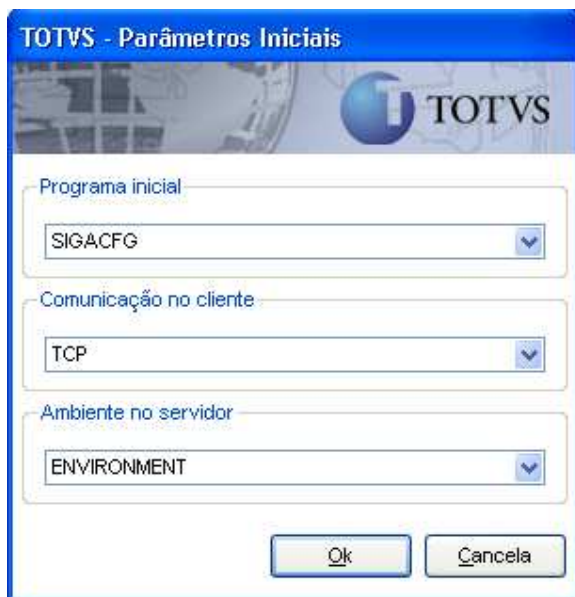 TOTVS - Parâmetros Iniciais
TOTVS
Programa inicial
SIGACFG
Comunicação no cliente
TCP
Ambiente no servidor
ENVIRONMENT
Ok
Cancela